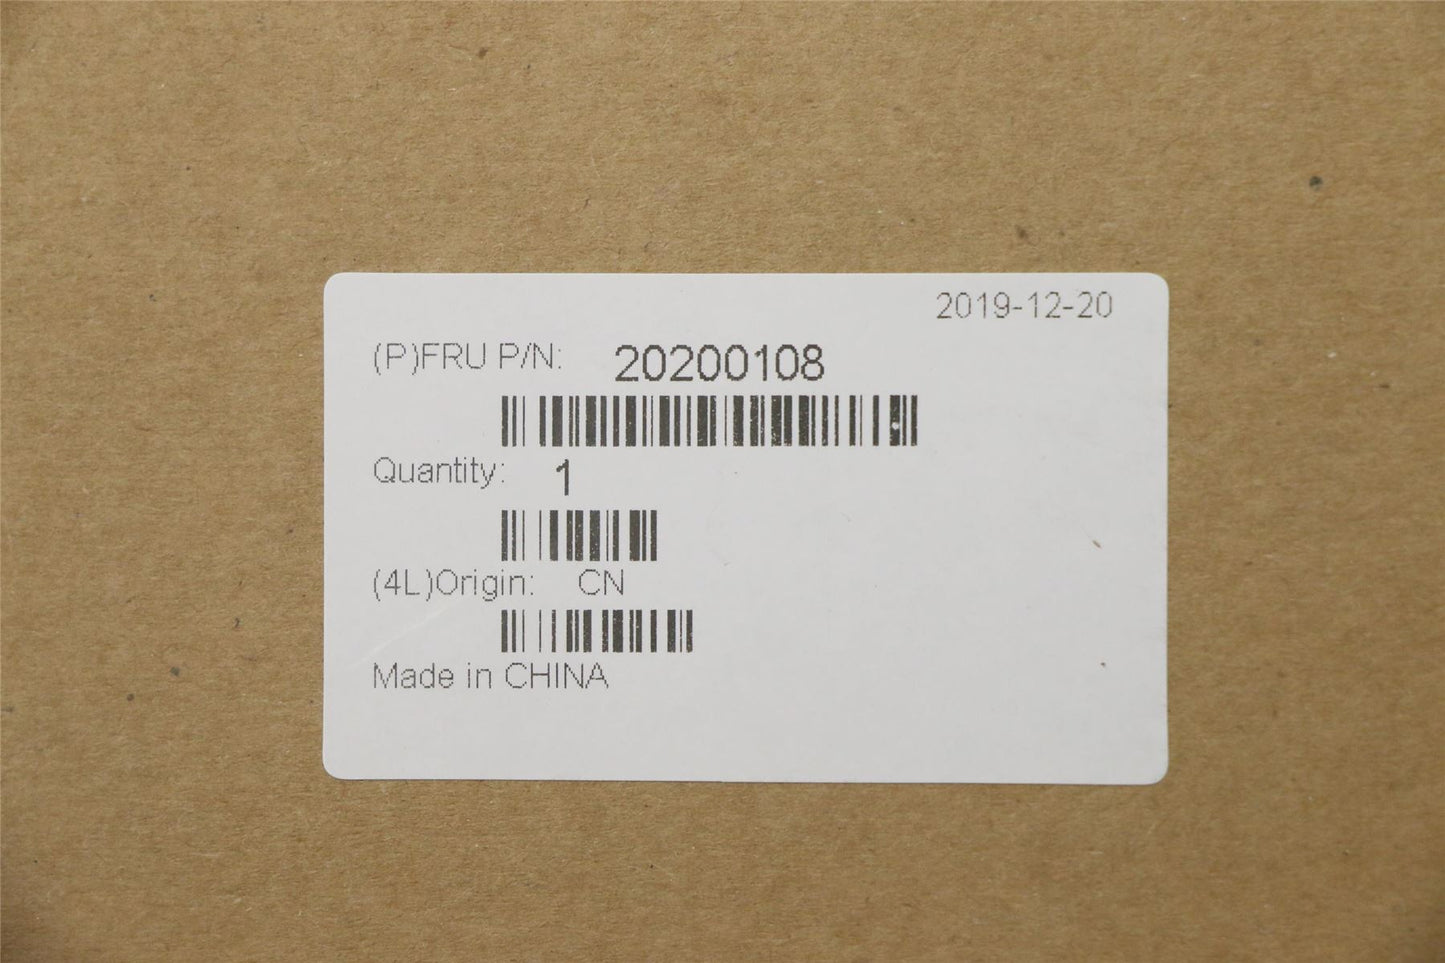 2019-12-20
(P)FRU P/N: 20200108
Quantity: 1
(4L)Origin: CN
Made in CHINA